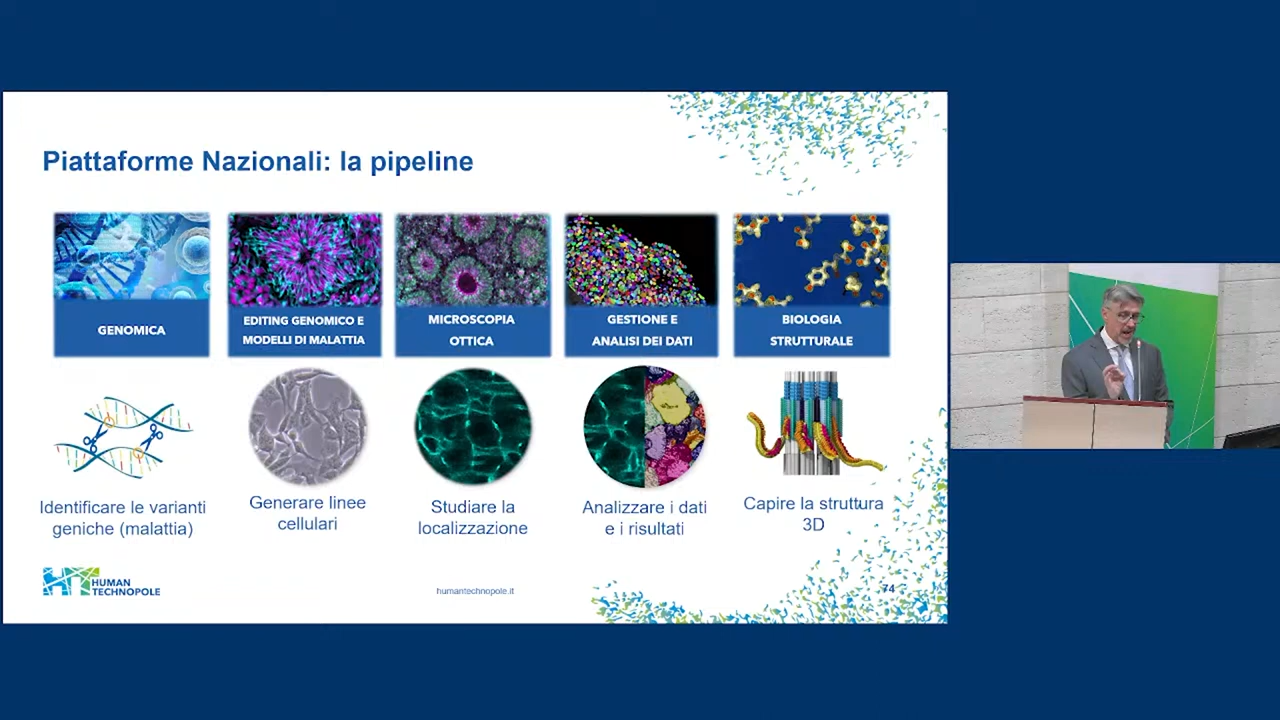 Piattaforme Nazionali: la pipeline
GENOMICA
EDITING GENOMICO E
MODELLI DI MALATTIA
MICROSCOPIA
OTTICA
GESTIONE E
ANALISI DEI DATI
BIOLOGIA
STRUTTURALE
Identificare le varianti
geniche (malattia)
Generare linee
cellulari
Studiare la
localizzazione
Analizzare i dati
e i risultati
Capire la struttura
3D
HT HUMAN
TECHNOPOLE
humantechnopole.it
74